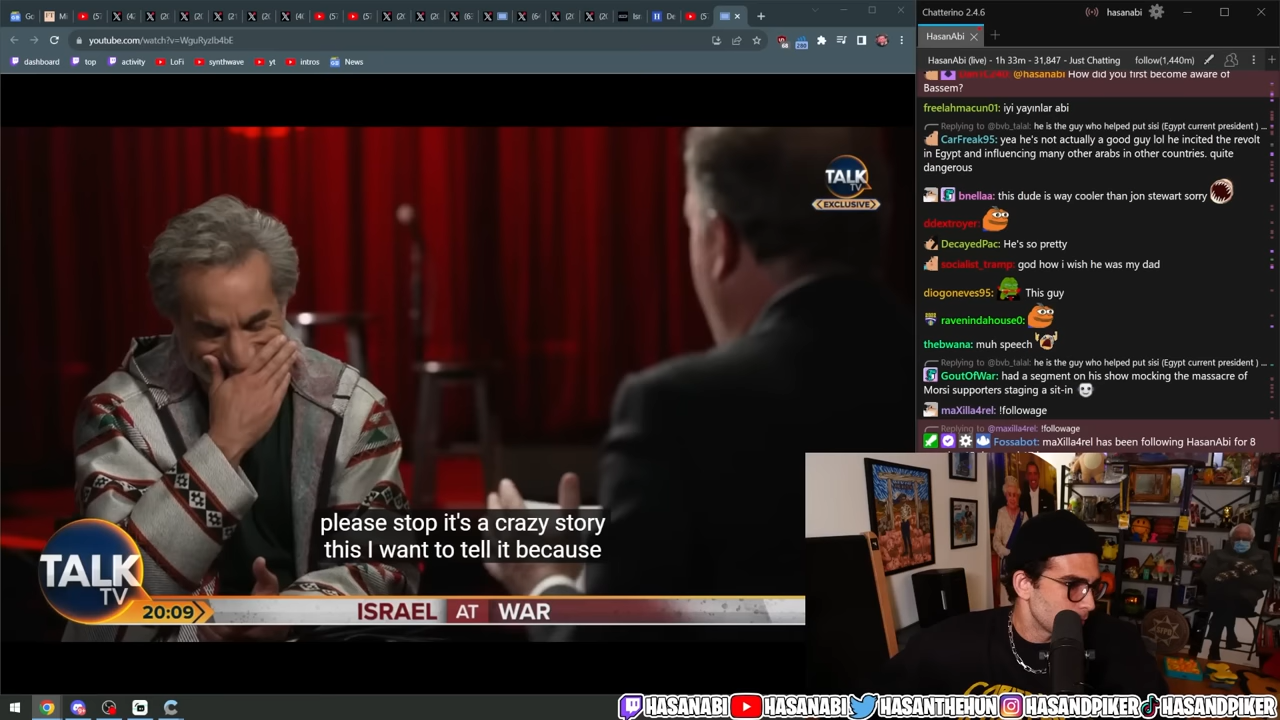 Chatterino 2.4.6
hasanabi
youtube.com/watch?v=WguRyzIb4bE
HasanAbi
dashboard
top
activity
LoFi
synthwave
yt
intros
News
HasanAbi (live) - 1h 33m - 31,847 - Just Chatting
follow(1,440m)
@hasanabi How did you first become aware of
Bassem?
freelahmacun01: iyi yayınlar abi
Replying to @bvb_talal: he is the guy who helped put sisi (Egypt current president ) ...
CarFreak95: yea he's not actually a good guy lol he incited the revolt
in Egypt and influencing many other arabs in other countries. quite
dangerous
bnellaa: this dude is way cooler than jon stewart sorry
ddextroyer:
DecayedPac: He's so pretty
socialist_tramp: god how i wish he was my dad
diogoneves95: This guy
ravenindahouse0:
thebwana: muh speech
Replying to @bvb_talal: he is the guy who helped put sisi (Egypt current president ) ...
GoutOfWar: had a segment on his show mocking the massacre of
Morsi supporters staging a sit-in
maXilla4rel: !followage
Replying to @maxilla4rel: !followage
Fossabot: maXilla4rel has been following HasanAbi for 8
TALK
TV
EXCLUSIVE
please stop it's a crazy story
this I want to tell it because
TALK
TV
20:09
ISRAEL AT WAR
HASANABI
HASANABI
HASANTHEHUN
HASANDPIKER
HASANDPIKER